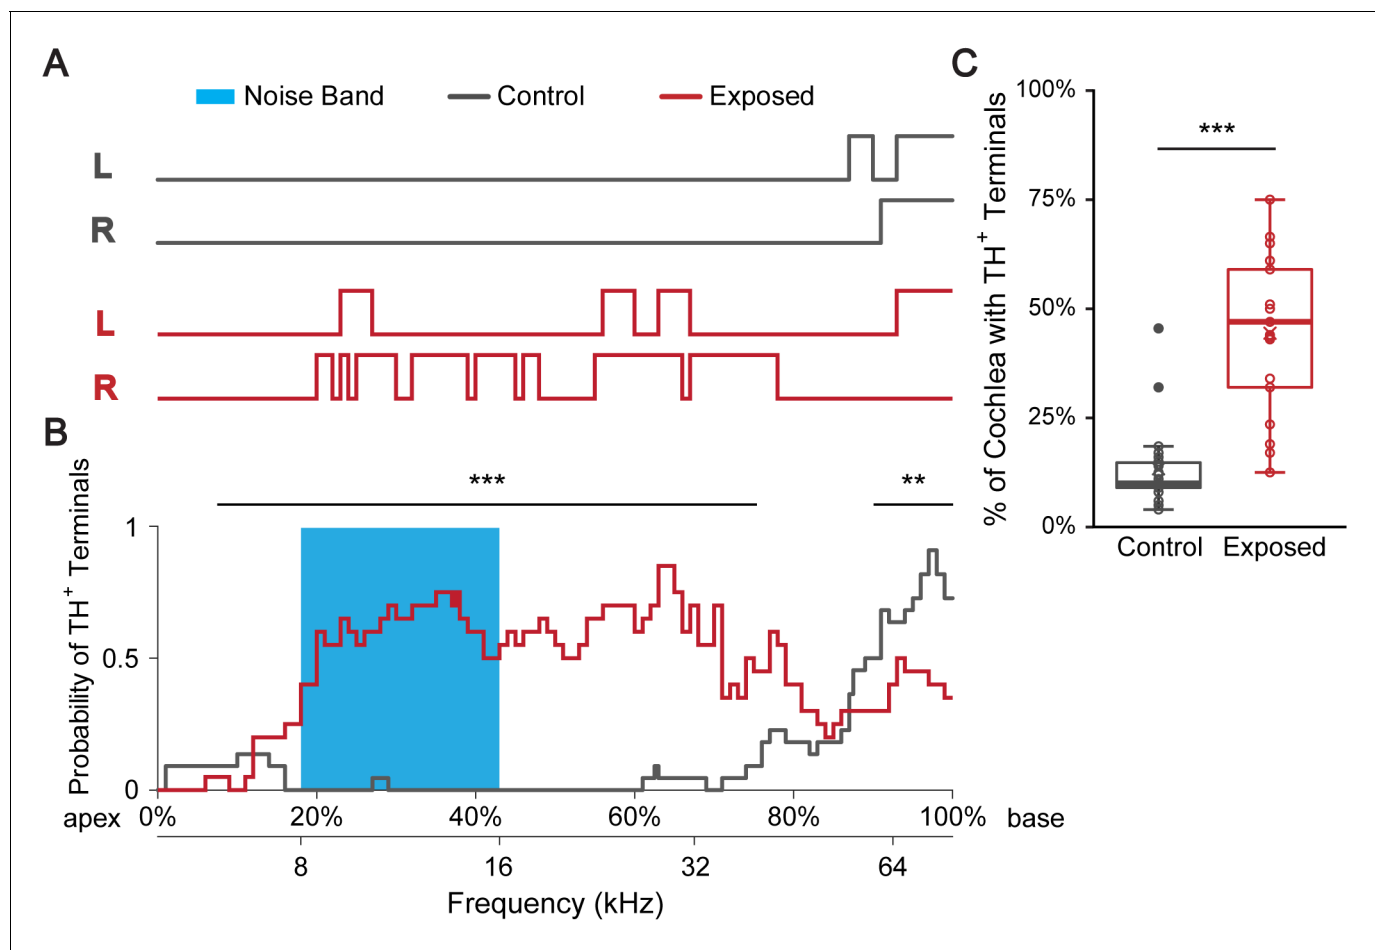 A
Noise Band
Control
Exposed
L
R
L
R
B
Probability of TH+ Terminals
***
**
1
0.5
0
apex
0%
20%
40%
60%
80%
100%
base
8
16
32
64
Frequency (kHz)
C
% of Cochlea with TH+ Terminals
100%
75%
50%
25%
0%
***
Control
Exposed